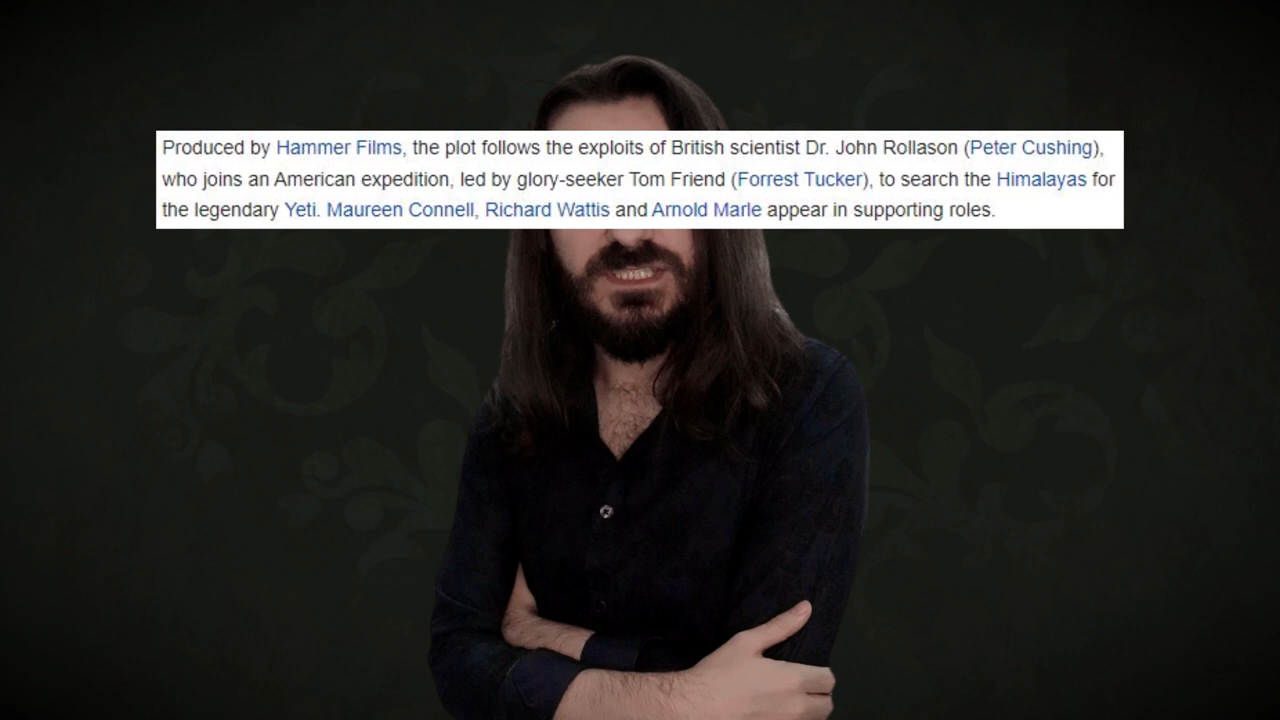 Produced by Hammer Films, the plot follows the exploits of British scientist Dr. John Rollason (Peter Cushing),
who joins an American expedition, led by glory-seeker Tom Friend (Forrest Tucker), to search the Himalayas for
the legendary Yeti. Maureen Connell, Richard Wattis and Arnold Marle appear in supporting roles.